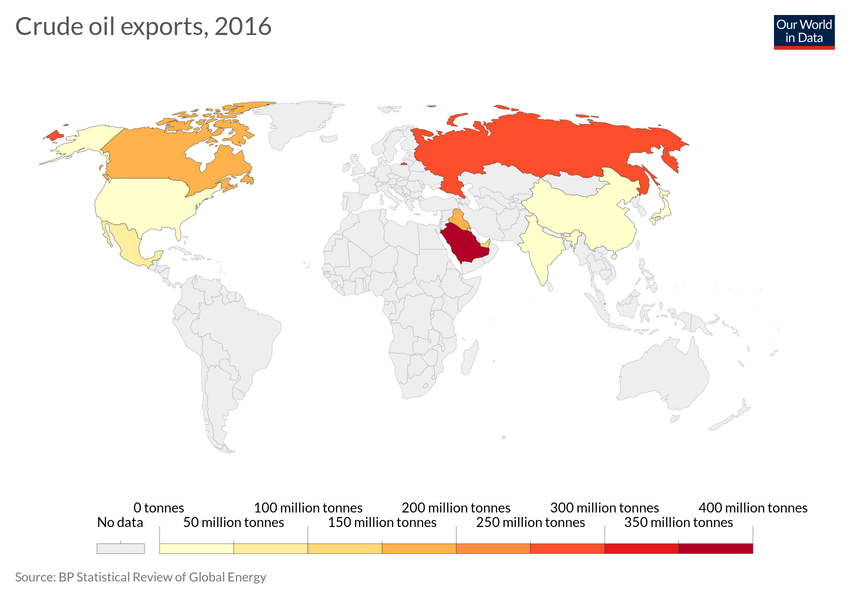 Crude oil exports, 2016
Our World
in Data
0 tonnes
100 million tonnes
200 million tonnes
300 million tonnes
400 million tonnes
No data
50 million tonnes
150 million tonnes
250 million tonnes
350 million tonnes
Source: BP Statistical Review of Global Energy